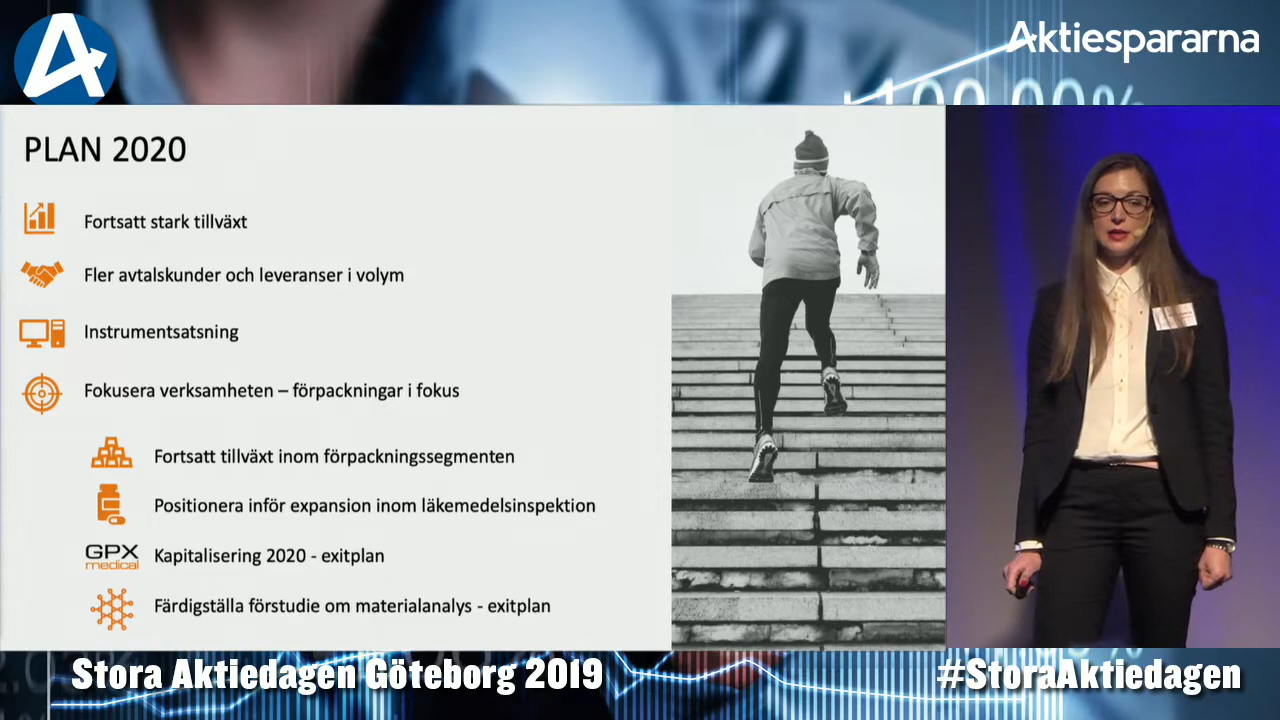 Aktiespararna
100.00%
PLAN 2020
Fortsatt stark tillväxt
Fler avtalskunder och leveranser i volym
Instrumentsatsning
Fokusera verksamheten – förpackningar i fokus
Fortsatt tillväxt inom förpackningssegmenten
Positionera inför expansion inom läkemedelsinspektion
GPX
medical
Kapitalisering 2020 - exitplan
Färdigställa förstudie om materialanalys - exitplan
Stora Aktiedagen Göteborg 2019
#StoraAktiedagen